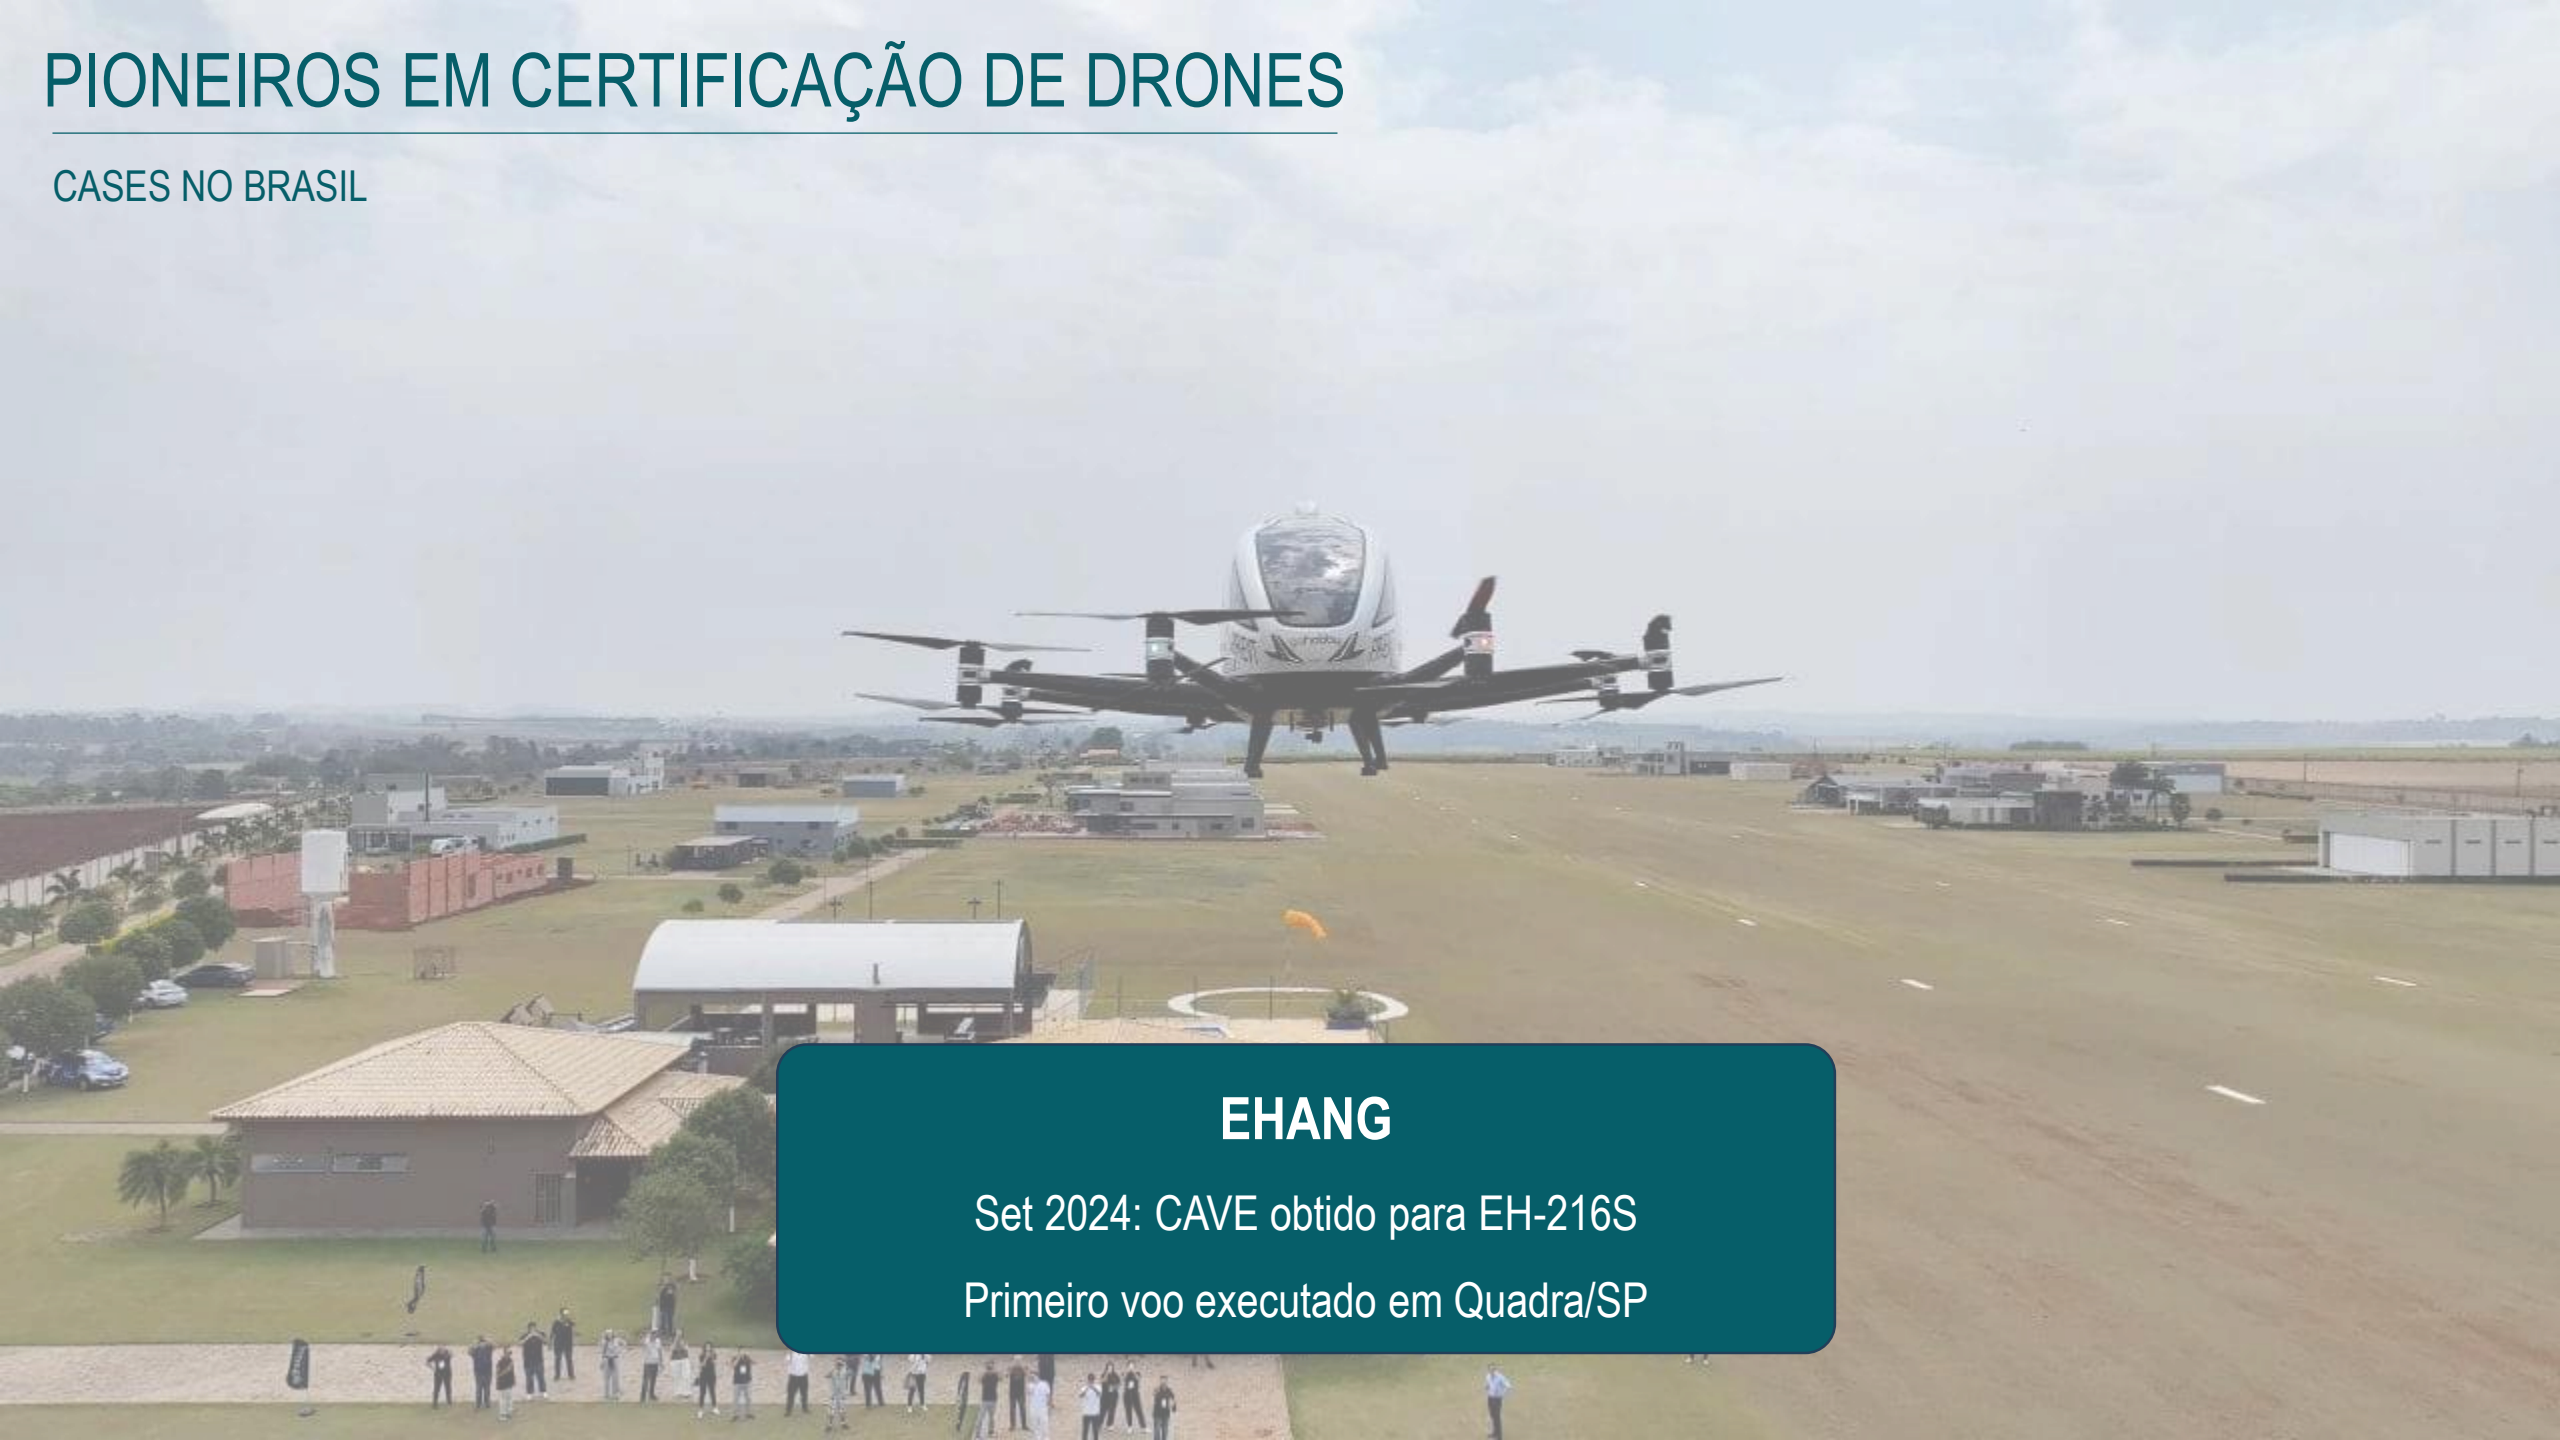 PIONEIROS EM CERTIFICAÇÃO DE DRONES
CASES NO BRASIL
EHANG
Set 2024: CAVE obtido para EH-216S
Primeiro voo executado em Quadra/SP